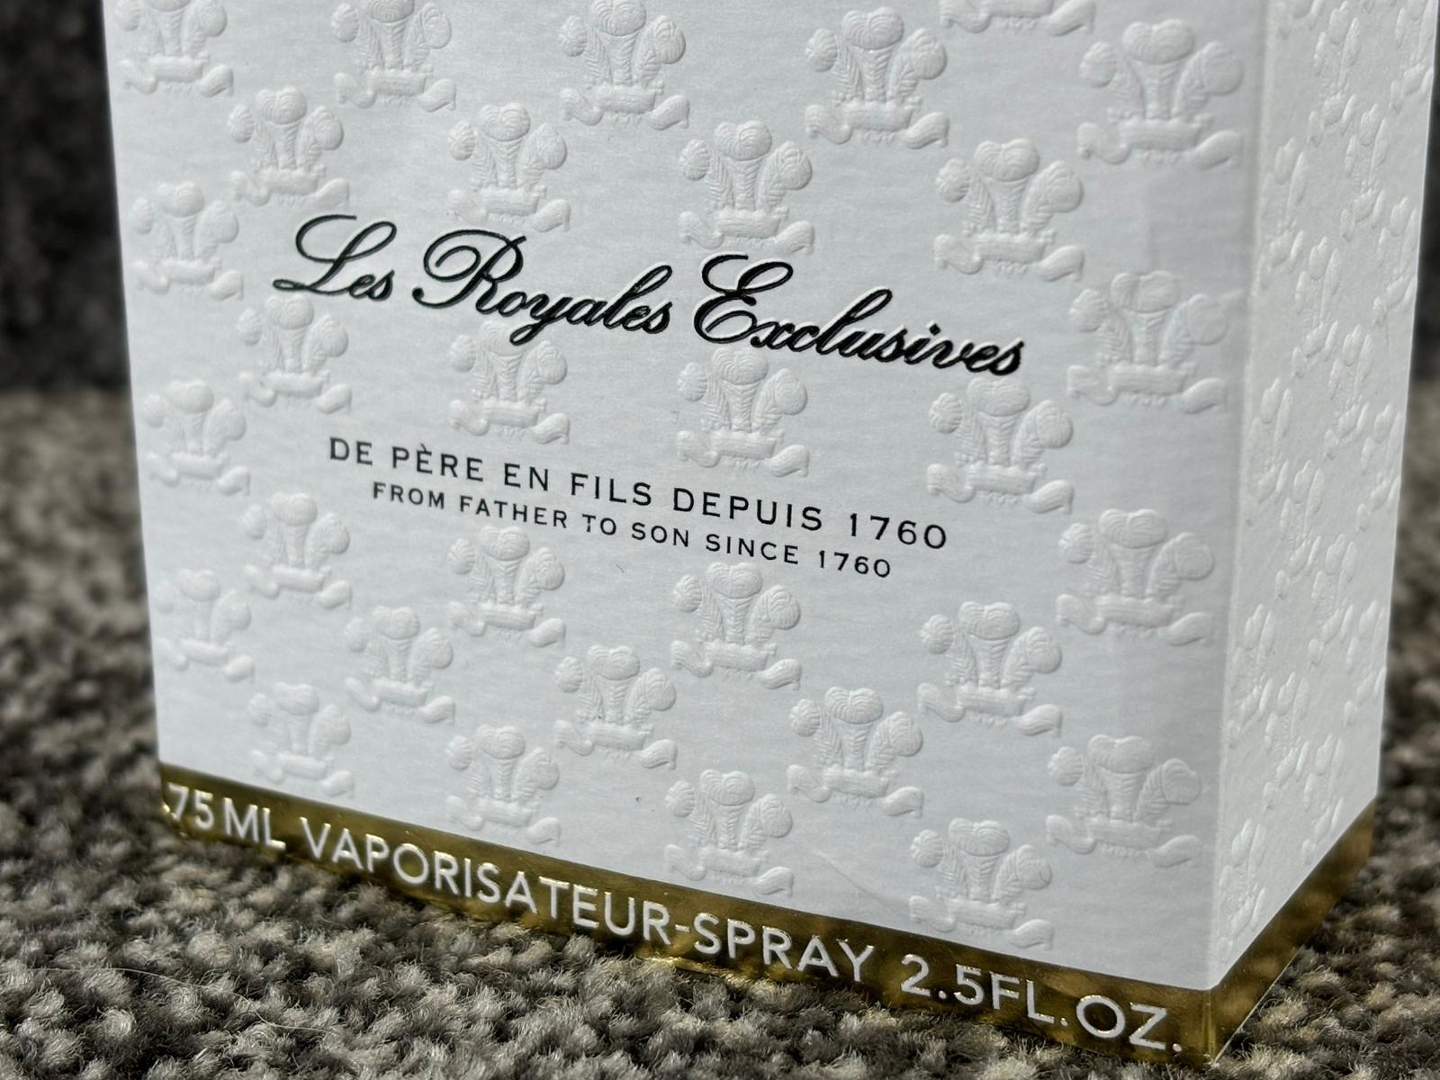 Les Royales Exclusives
DE PÈRE EN FILS DEPUIS 1760
FROM FATHER TO SON SINCE 1760
75 ML VAPORISATEUR-SPRAY 2.5FL.OZ.